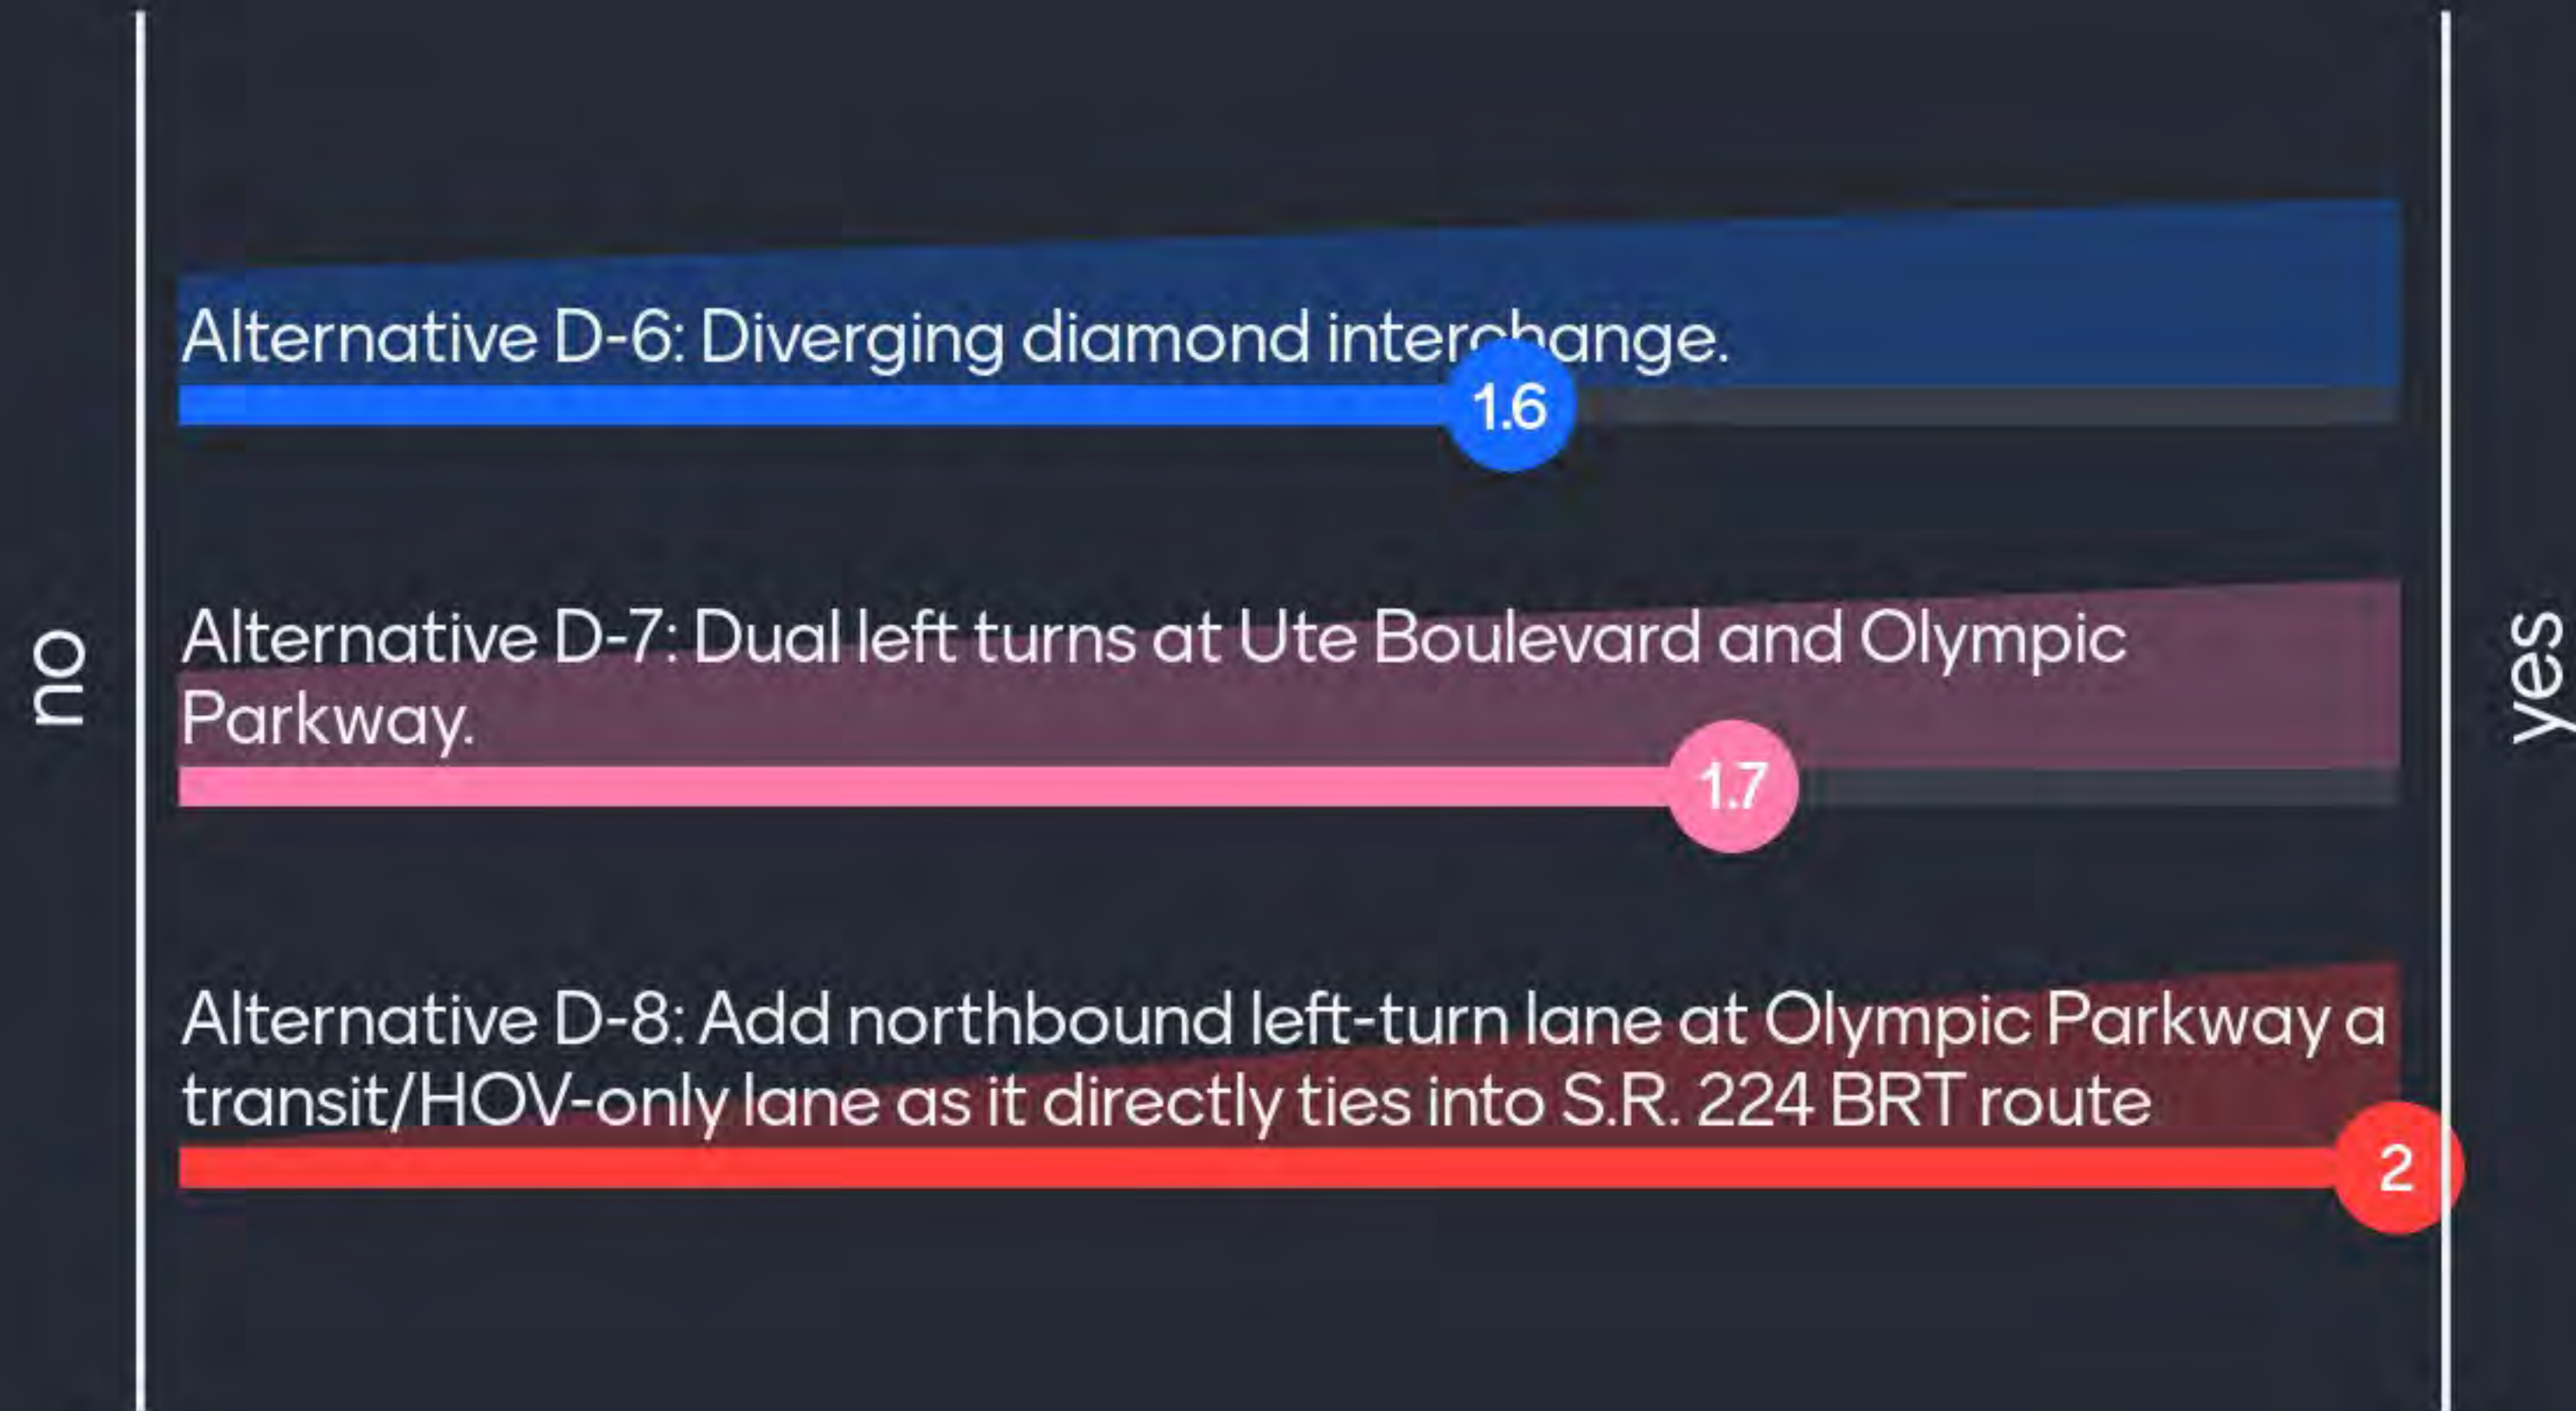 Alternative D-6: Diverging diamond interchange.
1.6
no
Alternative D-7: Dual left turns at Ute Boulevard and Olympic
Parkway.
1.7
yes
Alternative D-8: Add northbound left-turn lane at Olympic Parkway a
transit/HOV-only lane as it directly ties into S.R. 224 BRT route
2